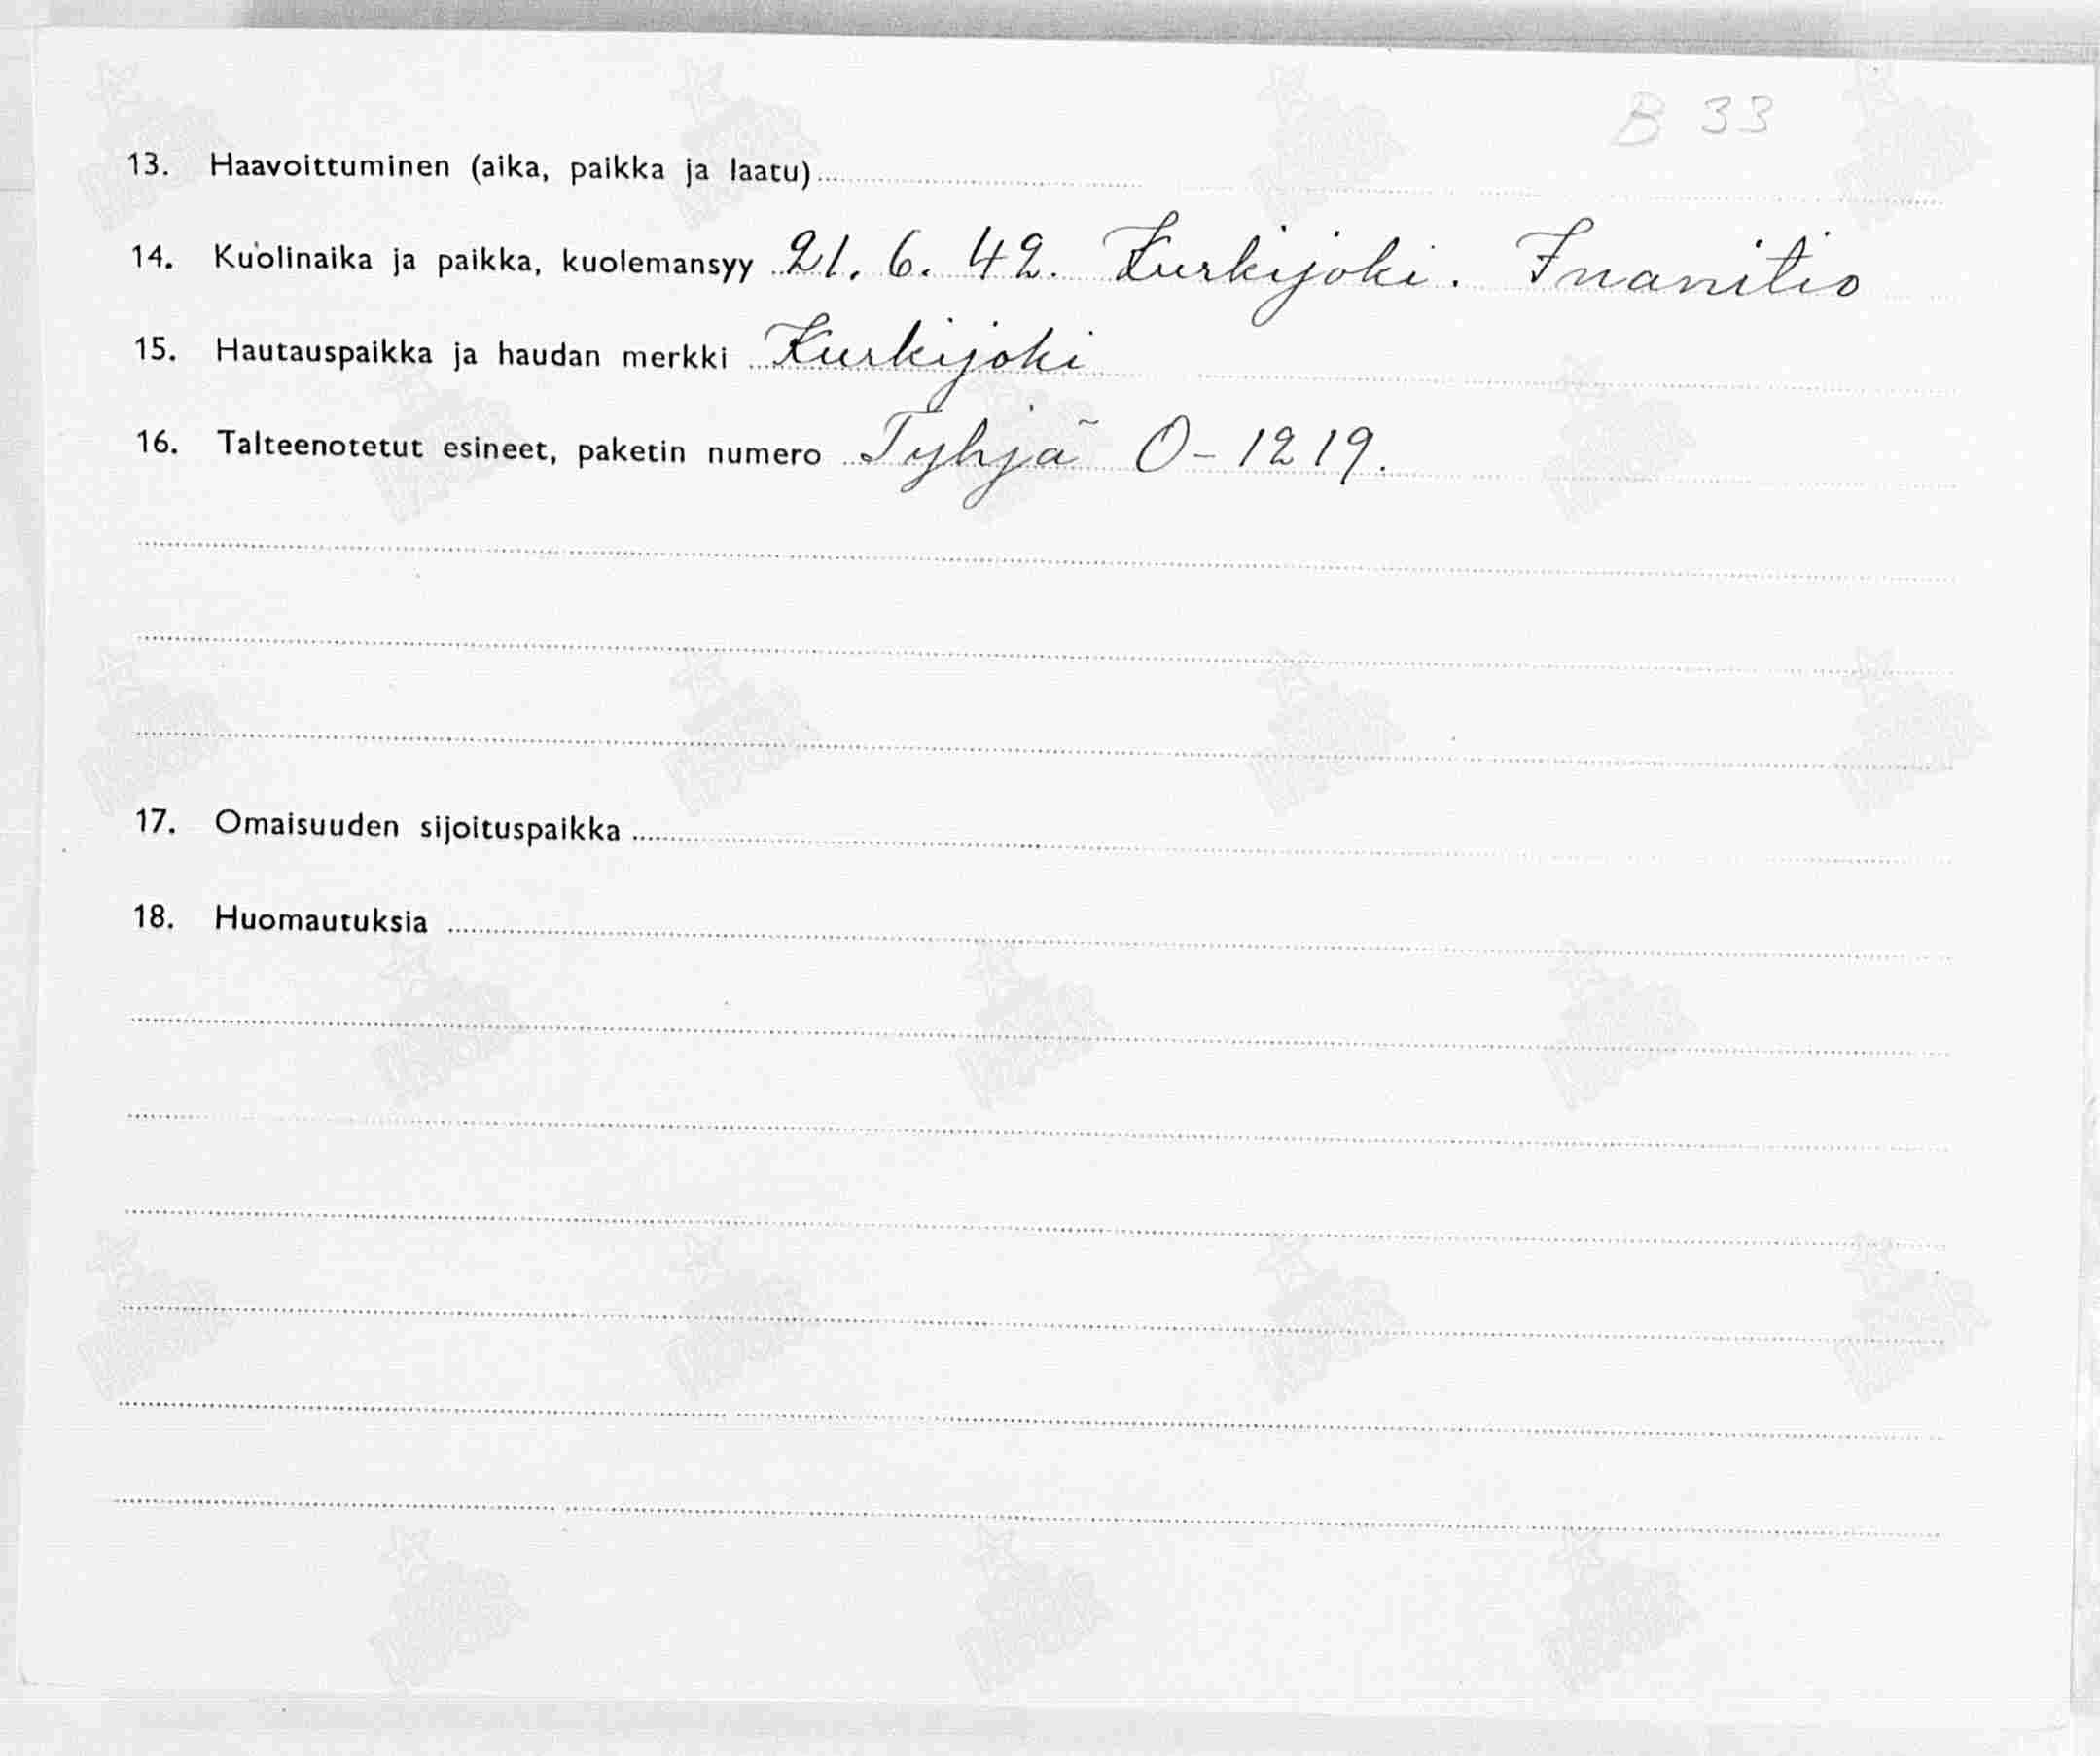 B 33
13. Haavoittuminen (aika, paikka ja laatu)
14. Kuolinaika ja paikka, kuolemansyy 21. 6. 42. Kurkijoki. Inanitio
15. Hautauspaikka ja haudan merkki Kurkijoki
16. Talteenotetut esineet, paketin numero Tyhjä O-1219.
17. Omaisuuden sijoituspaikka
18. Huomautuksia